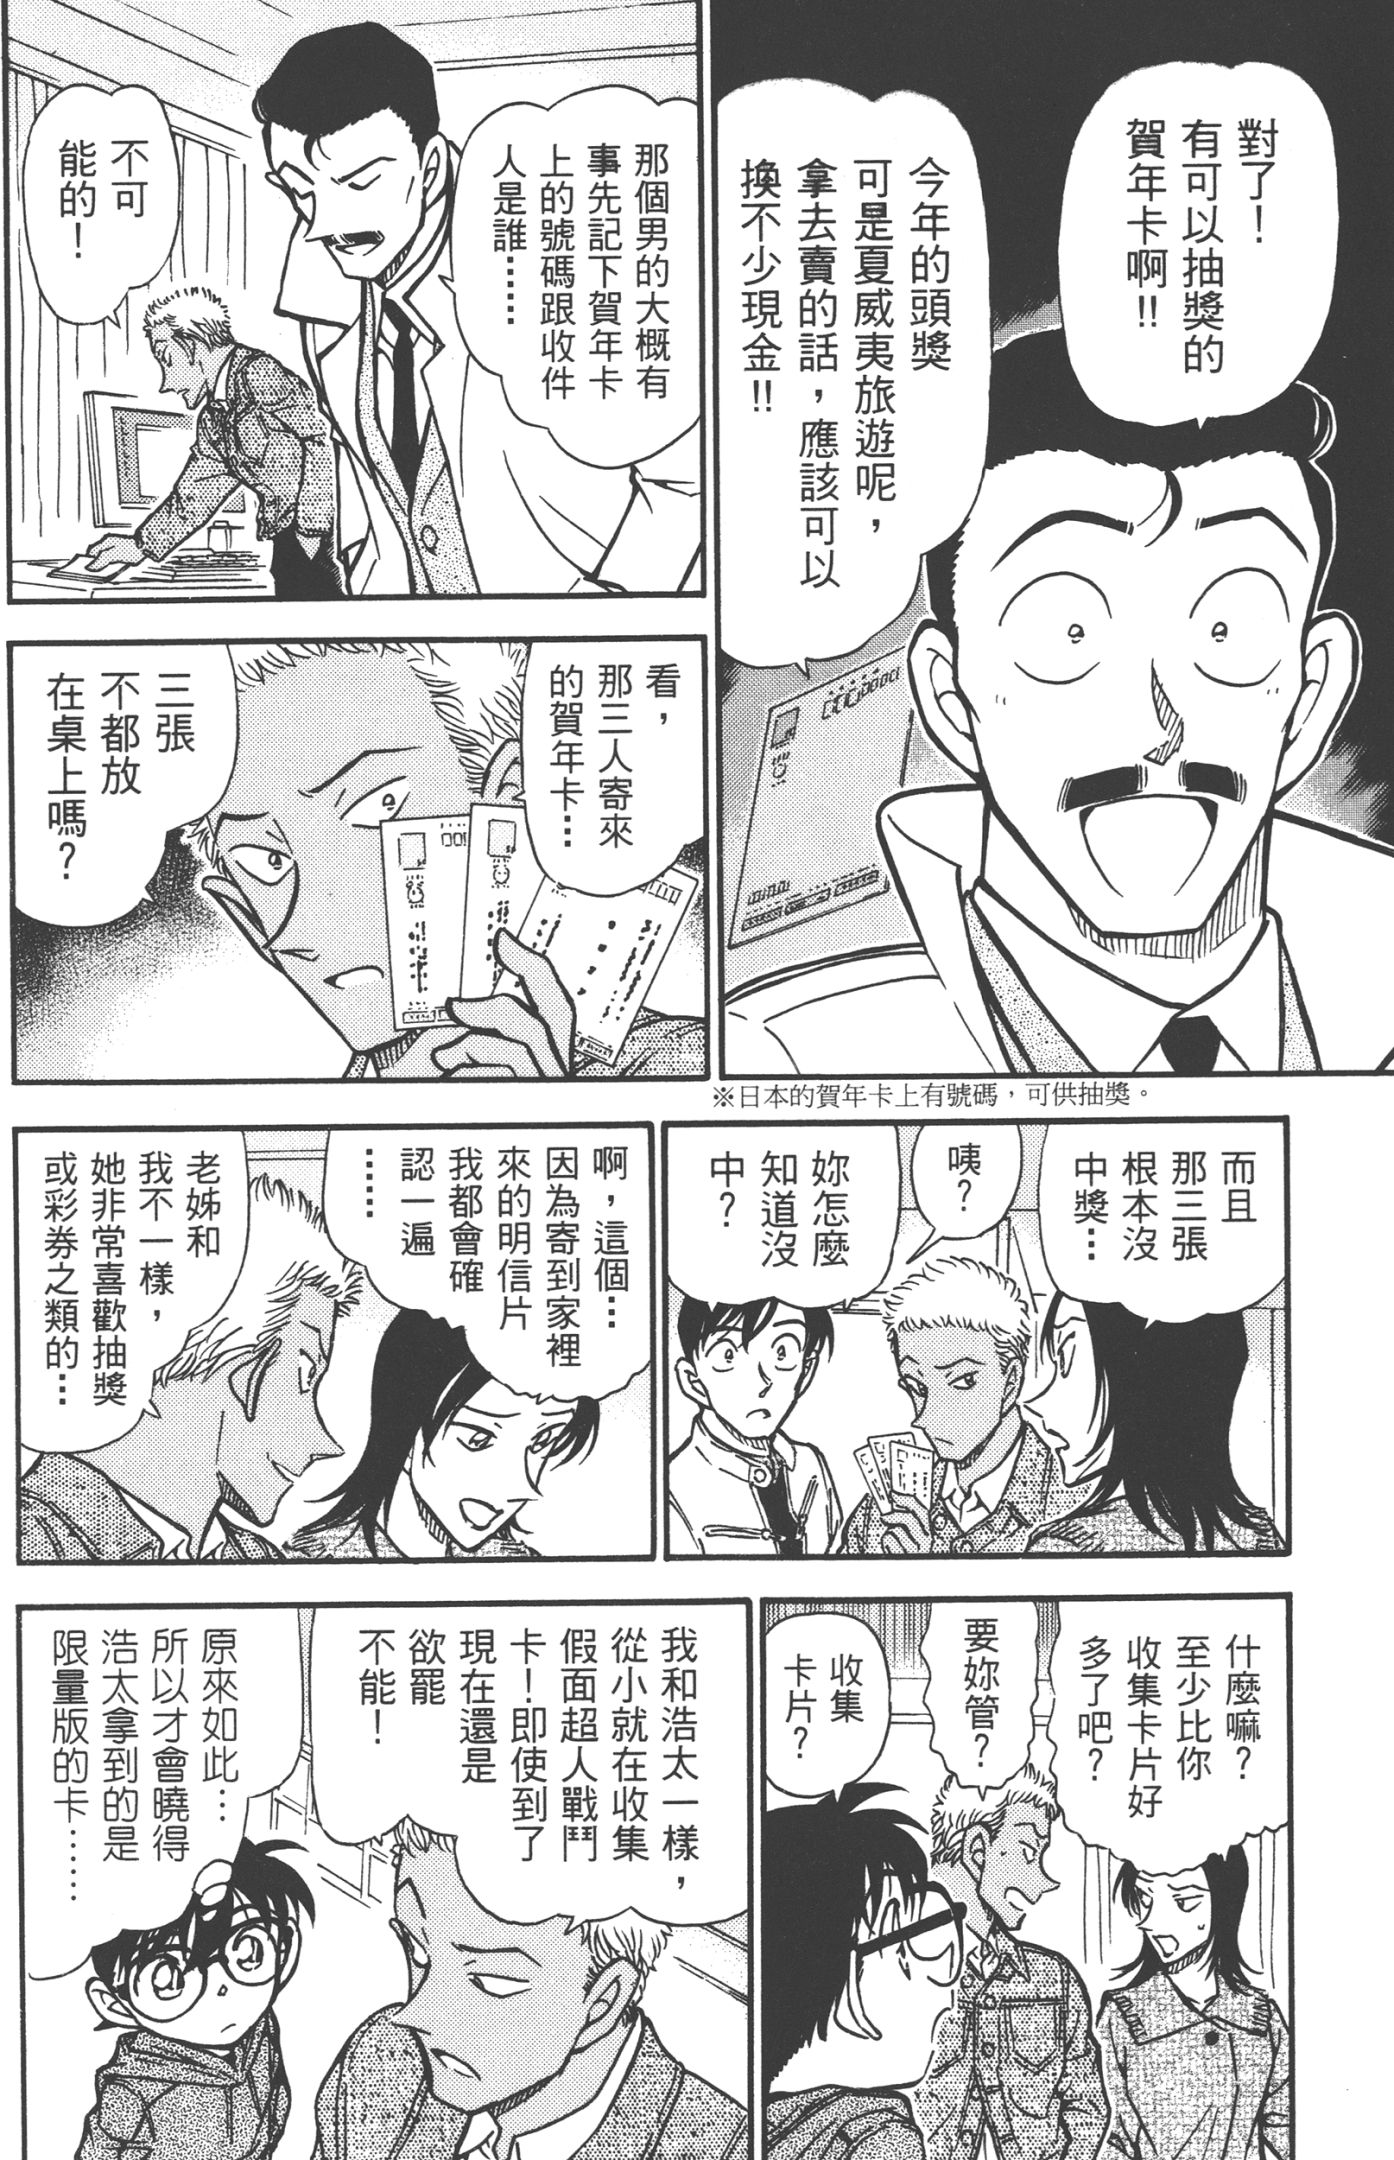 對了！
有可以抽獎的
賀年卡啊!!
今年的頭獎
可是夏威夷旅遊呢，
拿去賣的話，應該可以
換不少現金!!
※日本的賀年卡上有號碼，可供抽獎。
那個男的大概有
事先記下賀年卡
上的號碼跟收件
人是誰……
不可
能的！
看，
那三人寄來
的賀年卡…
三張
不都放
在桌上嗎？
而且
那三張
根本沒
中獎…
咦？
妳怎麼
知道沒
中？
啊，這個…
因為寄到家裡
來的明信片
我都會確
認一遍
……
老姊和
我不一樣，
她非常喜歡抽獎
或彩券之類的…
什麼嘛？
至少比你
收集卡片好
多了吧？
要妳管？
收集
卡片？
我和浩太一樣，
從小就在收集
假面超人戰鬥
卡！即使到了
現在還是
欲罷
不能！
原來如此…
所以才會曉得
浩太拿到的是
限量版的卡……